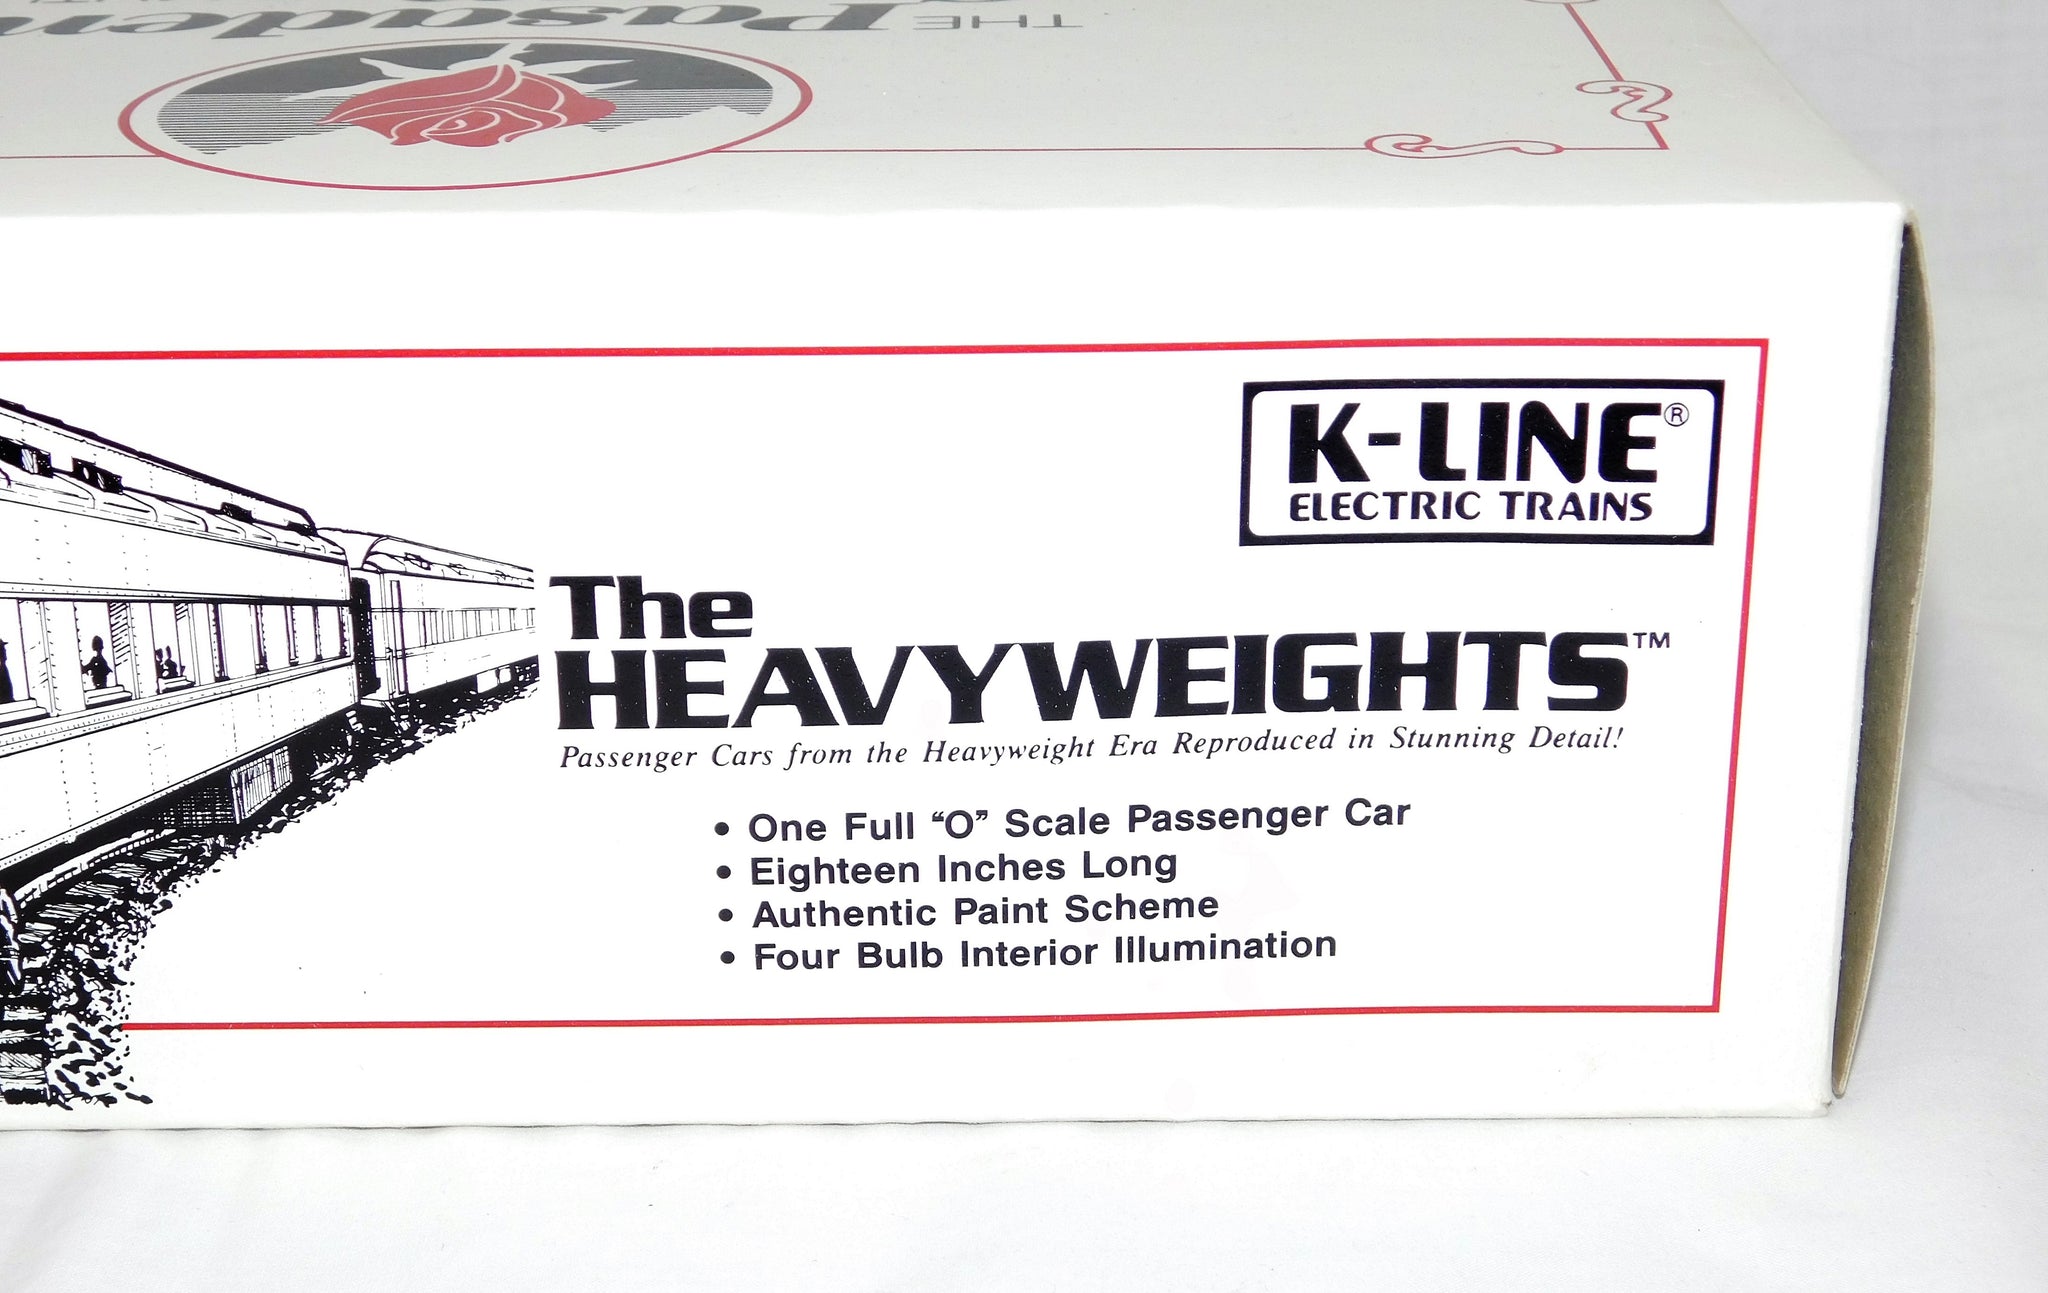 THE
K-LINE®
ELECTRIC TRAINS
The
HEAVYWEIGHTS™
Passenger Cars from the Heavyweight Era Reproduced in Stunning Detail!
• One Full “O” Scale Passenger Car
• Eighteen Inches Long
• Authentic Paint Scheme
• Four Bulb Interior Illumination